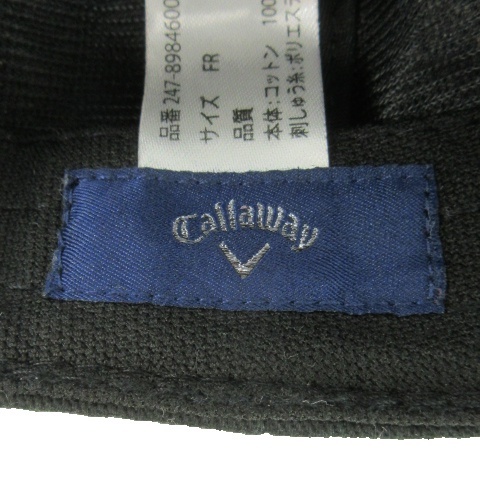 品番 247-8984600
サイズ FR
品質
本体:コットン 100
刺しゅう糸:ポリエステ
Callaway